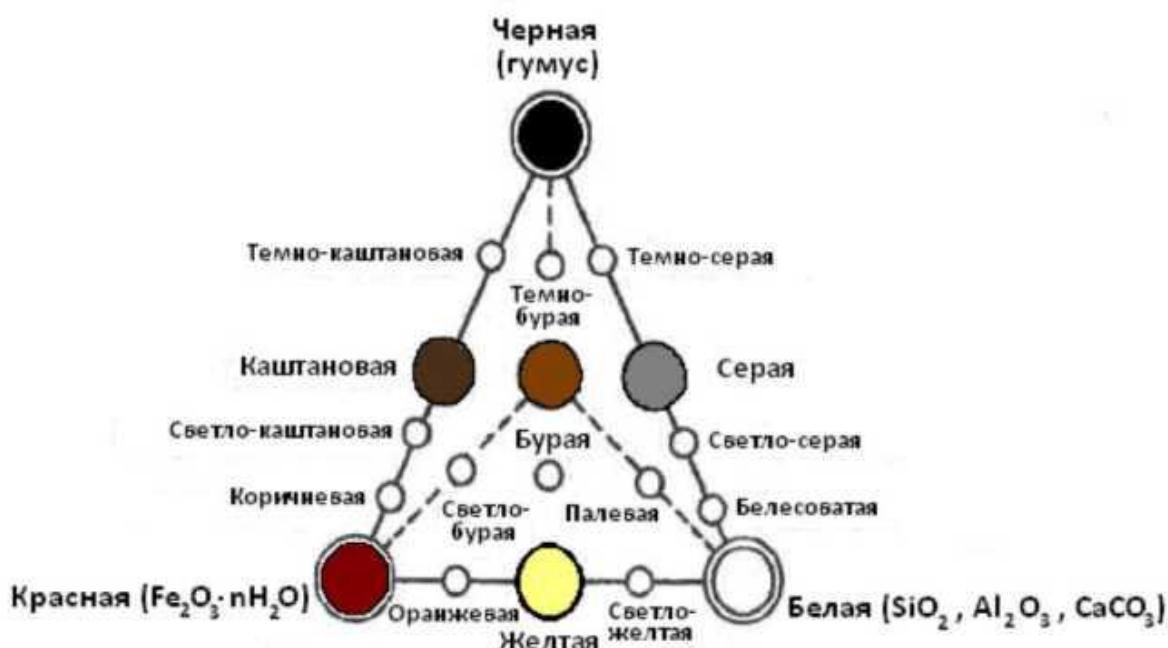 Черная
(гумус)
Темно-каштановая
Темно-серая
Темно-
бурая
Каштановая
Серая
Светло-каштановая
Бурая
Светло-серая
Коричневая
Светло-
бурая
Палевая
Белесоватая
Красная (Fe₂O₃·nH₂O)
Оранжевая
Желтая
Светло-
желтая
Белая (SiO₂, Al₂O₃, CaCO₃)